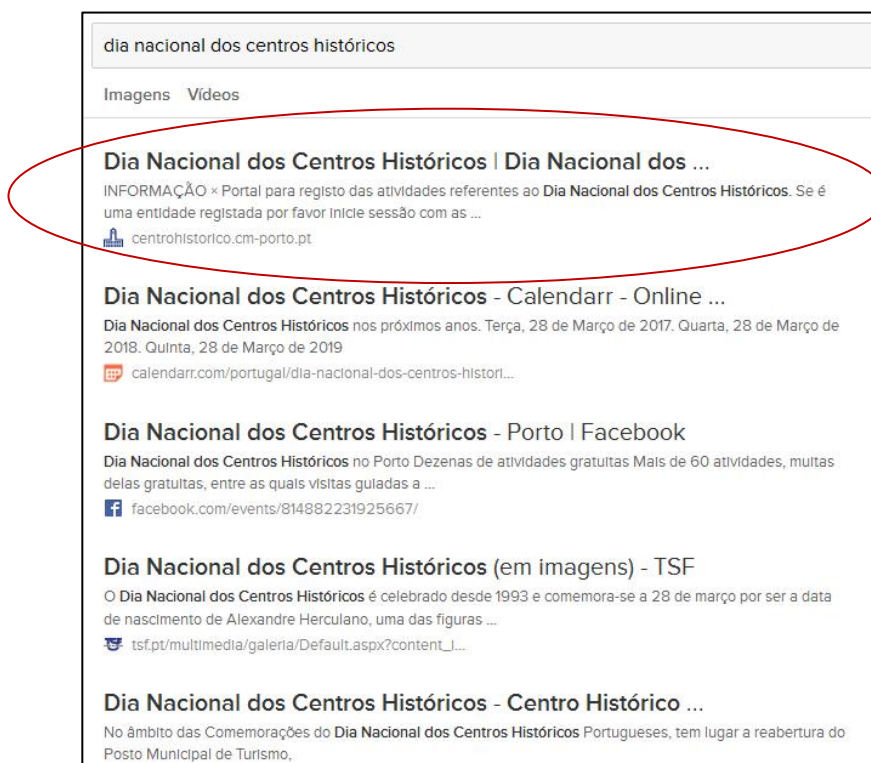 dia nacional dos centros históricos
Imagens Vídeos
Dia Nacional dos Centros Históricos | Dia Nacional dos ...
INFORMAÇÃO × Portal para registo das atividades referentes ao Dia Nacional dos Centros Históricos. Se é
uma entidade registada por favor inicie sessão com as ...
centrohistorico.cm-porto.pt
Dia Nacional dos Centros Históricos - Calendarr - Online ...
Dia Nacional dos Centros Históricos nos próximos anos. Terça, 28 de Março de 2017. Quarta, 28 de Março de
2018. Quinta, 28 de Março de 2019
calendarr.com/portugal/dia-nacional-dos-centros-histori...
Dia Nacional dos Centros Históricos - Porto | Facebook
Dia Nacional dos Centros Históricos no Porto Dezenas de atividades gratuitas Mais de 60 atividades, muitas
delas gratuitas, entre as quais visitas guiadas a ...
facebook.com/events/814882231925667/
Dia Nacional dos Centros Históricos (em imagens) - TSF
O Dia Nacional dos Centros Históricos é celebrado desde 1993 e comemora-se a 28 de março por ser a data
de nascimento de Alexandre Herculano, uma das figuras ...
tsf.pt/multimedia/galeria/Default.aspx?content_i...
Dia Nacional dos Centros Históricos - Centro Histórico ...
No âmbito das Comemorações do Dia Nacional dos Centros Históricos Portugueses, tem lugar a reabertura do
Posto Municipal de Turismo,